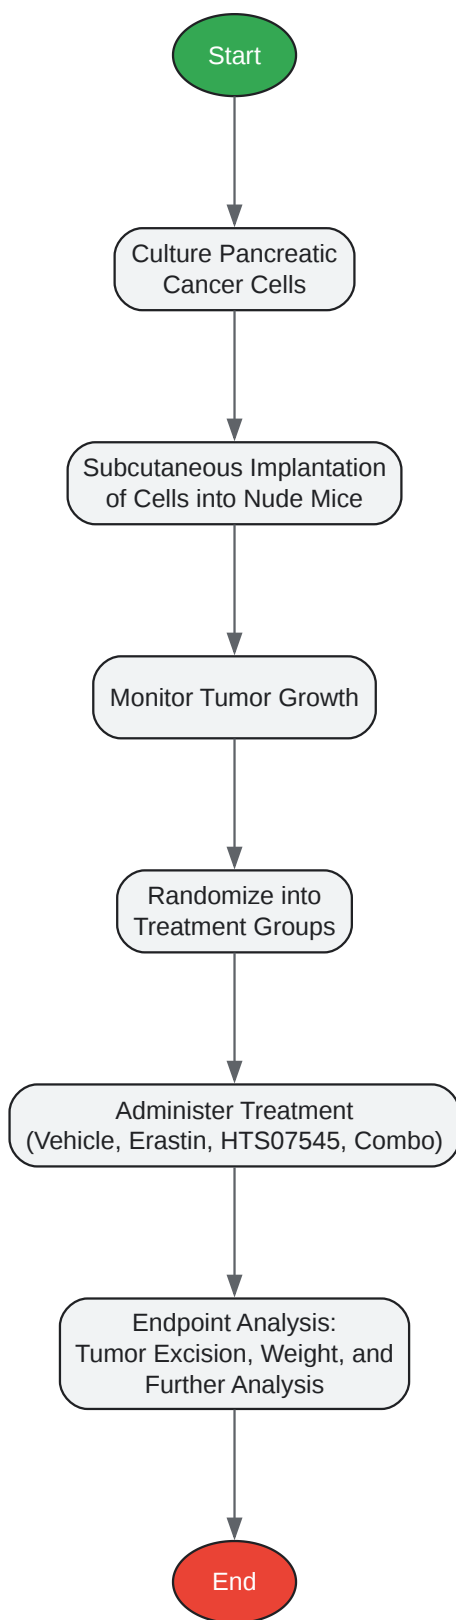 Start
Culture Pancreatic
Cancer Cells
Subcutaneous Implantation
of Cells into Nude Mice
Monitor Tumor Growth
Randomize into
Treatment Groups
Administer Treatment
(Vehicle, Erastin, HTS07545, Combo)
Endpoint Analysis:
Tumor Excision, Weight, and
Further Analysis
End